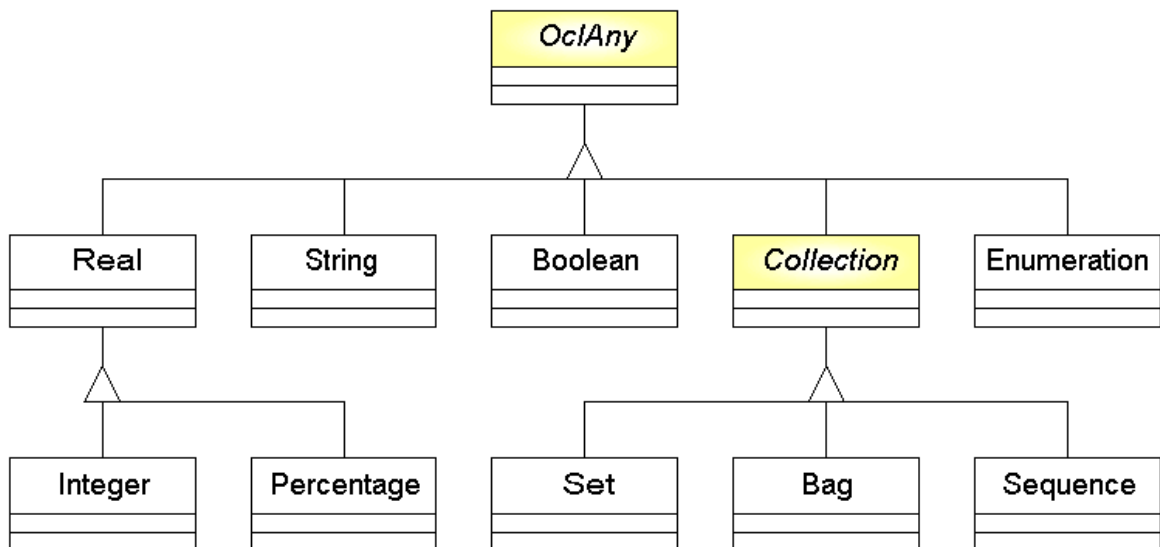 OclAny
Real String Boolean Collection Enumeration
Integer Percentage Set Bag Sequence